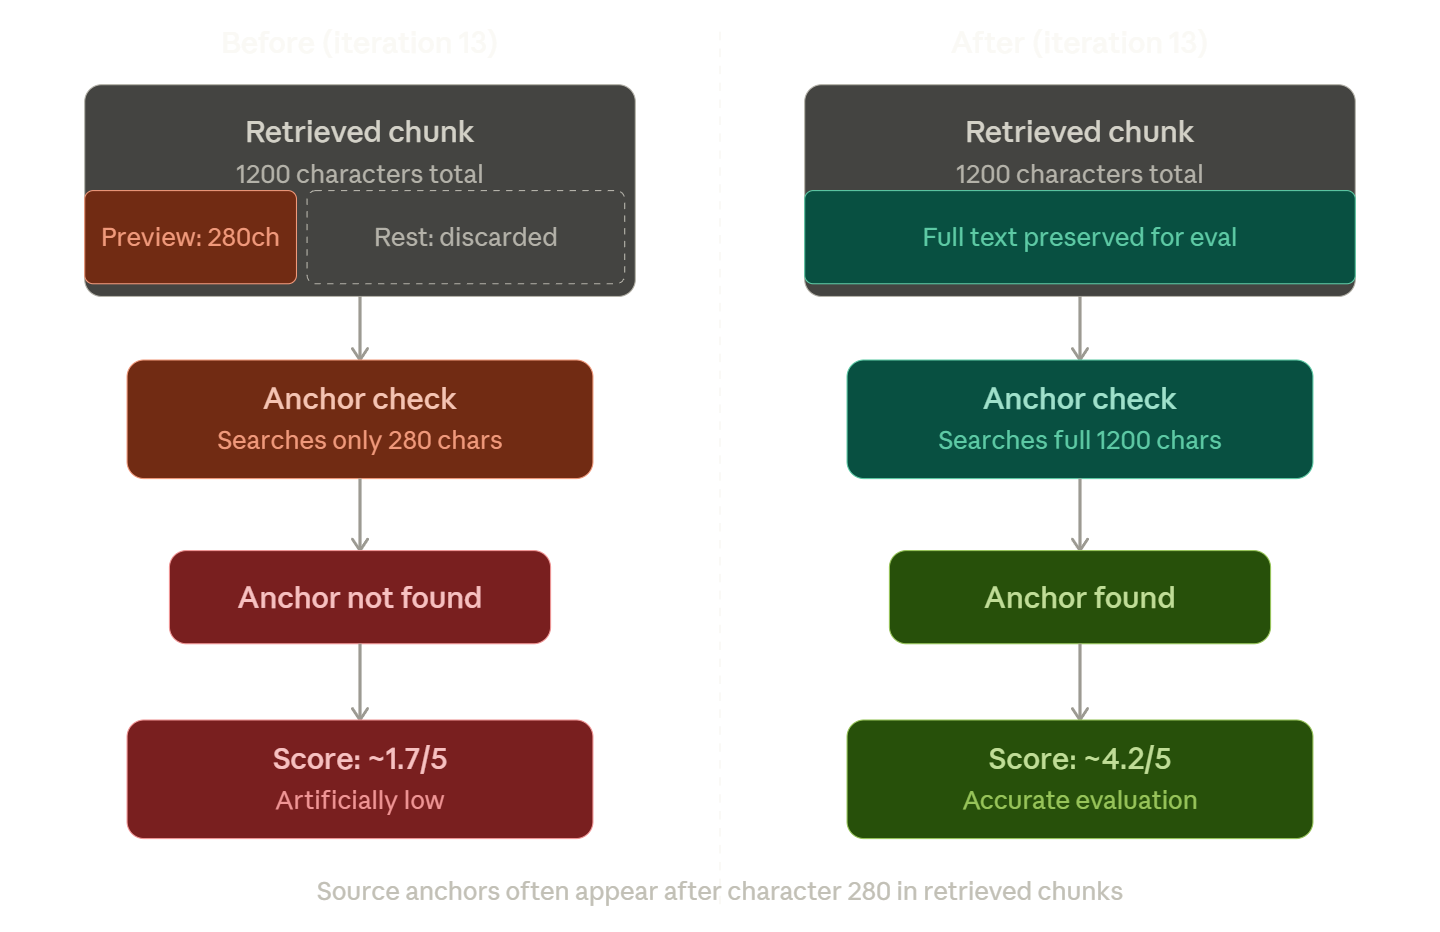 Before (iteration 13)
Retrieved chunk
1200 characters total
Preview: 280ch
Rest: discarded
Anchor check
Searches only 280 chars
Anchor not found
Score: ~1.7/5
Artificially low
After (iteration 13)
Retrieved chunk
1200 characters total
Full text preserved for eval
Anchor check
Searches full 1200 chars
Anchor found
Score: ~4.2/5
Accurate evaluation
Source anchors often appear after character 280 in retrieved chunks